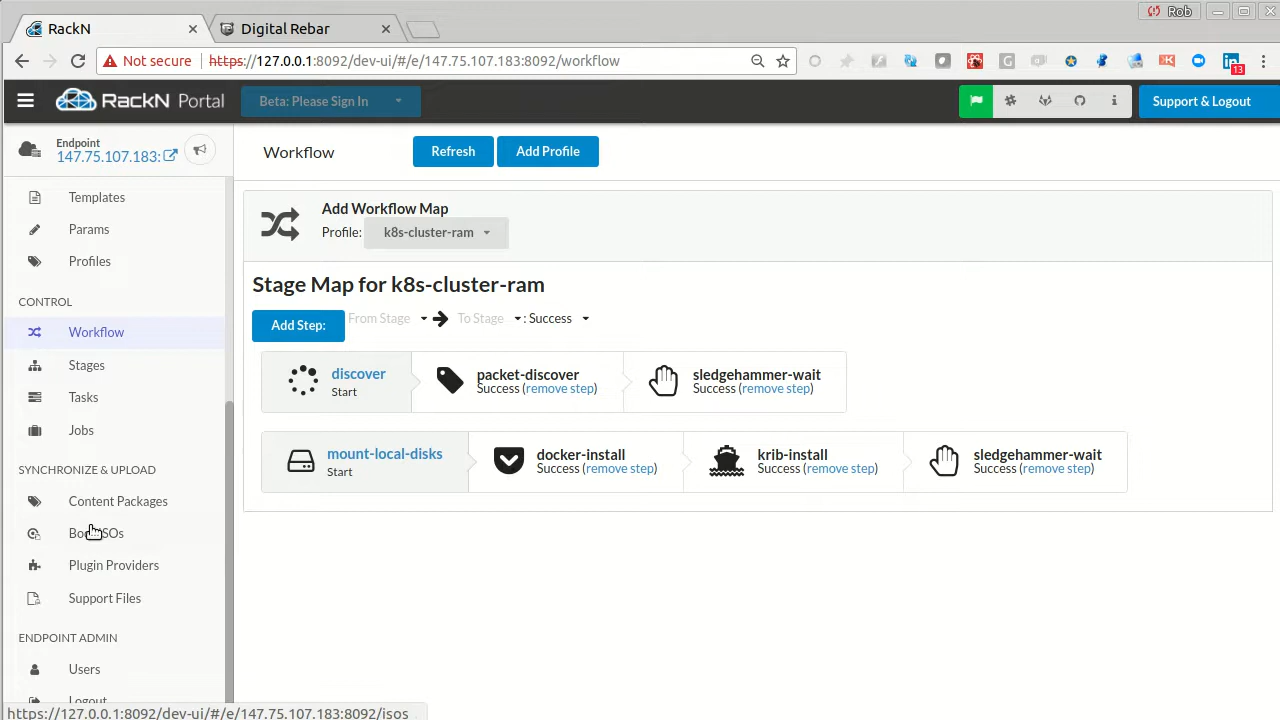 RackN
Digital Rebar
Rob
Not secure
https://127.0.0.1:8092/dev-ui/#/e/147.75.107.183:8092/workflow
13
RackN Portal
Beta: Please Sign In
Support & Logout
Endpoint
147.75.107.183:
Templates
Params
Profiles
CONTROL
Workflow
Stages
Tasks
Jobs
SYNCHRONIZE & UPLOAD
Content Packages
Boot ISOs
Plugin Providers
Support Files
ENDPOINT ADMIN
Users
Logout
https://127.0.0.1:8092/dev-ui/#/e/147.75.107.183:8092/isos
Workflow
Refresh
Add Profile
Add Workflow Map
Profile: k8s-cluster-ram
Stage Map for k8s-cluster-ram
Add Step: From Stage To Stage : Success
discover
Start
packet-discover
Success (remove step)
sledgehammer-wait
Success (remove step)
mount-local-disks
Start
docker-install
Success (remove step)
krib-install
Success (remove step)
sledgehammer-wait
Success (remove step)